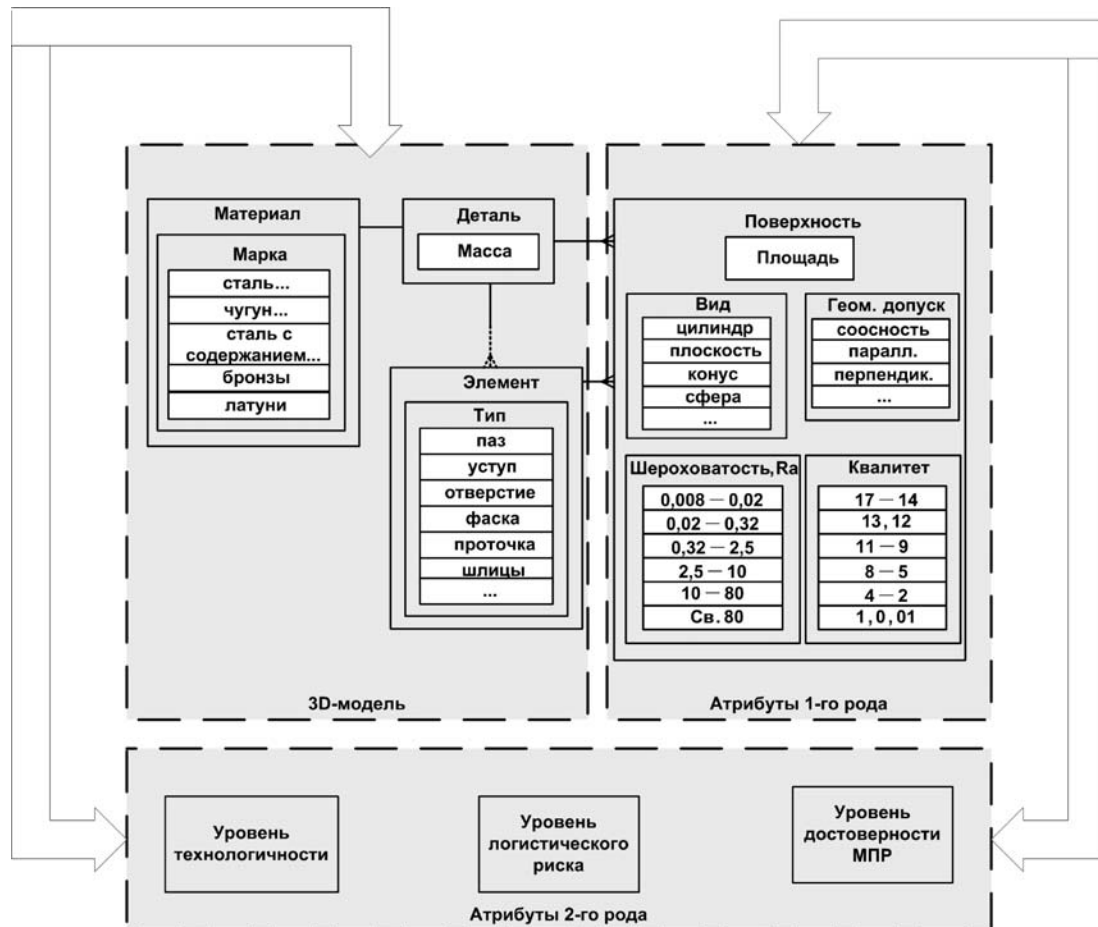 Материал
Марка
сталь...
чугун...
сталь с
содержанием...
бронзы
латуни
Деталь
Масса
Элемент
Тип
паз
уступ
отверстие
фаска
проточка
шлицы
...
3D-модель
Поверхность
Площадь
Вид
цилиндр
плоскость
конус
сфера
...
Геом. допуск
соосность
паралл.
перпендик.
...
Шероховатость, Ra
0,008 — 0,02
0,02 — 0,32
0,32 — 2,5
2,5 — 10
10 — 80
Св. 80
Квалитет
17 — 14
13, 12
11 — 9
8 — 5
4 — 2
1, 0, 01
Атрибуты 1-го рода
Уровень
технологичности
Уровень
логистического
риска
Уровень
достоверности
МПР
Атрибуты 2-го рода